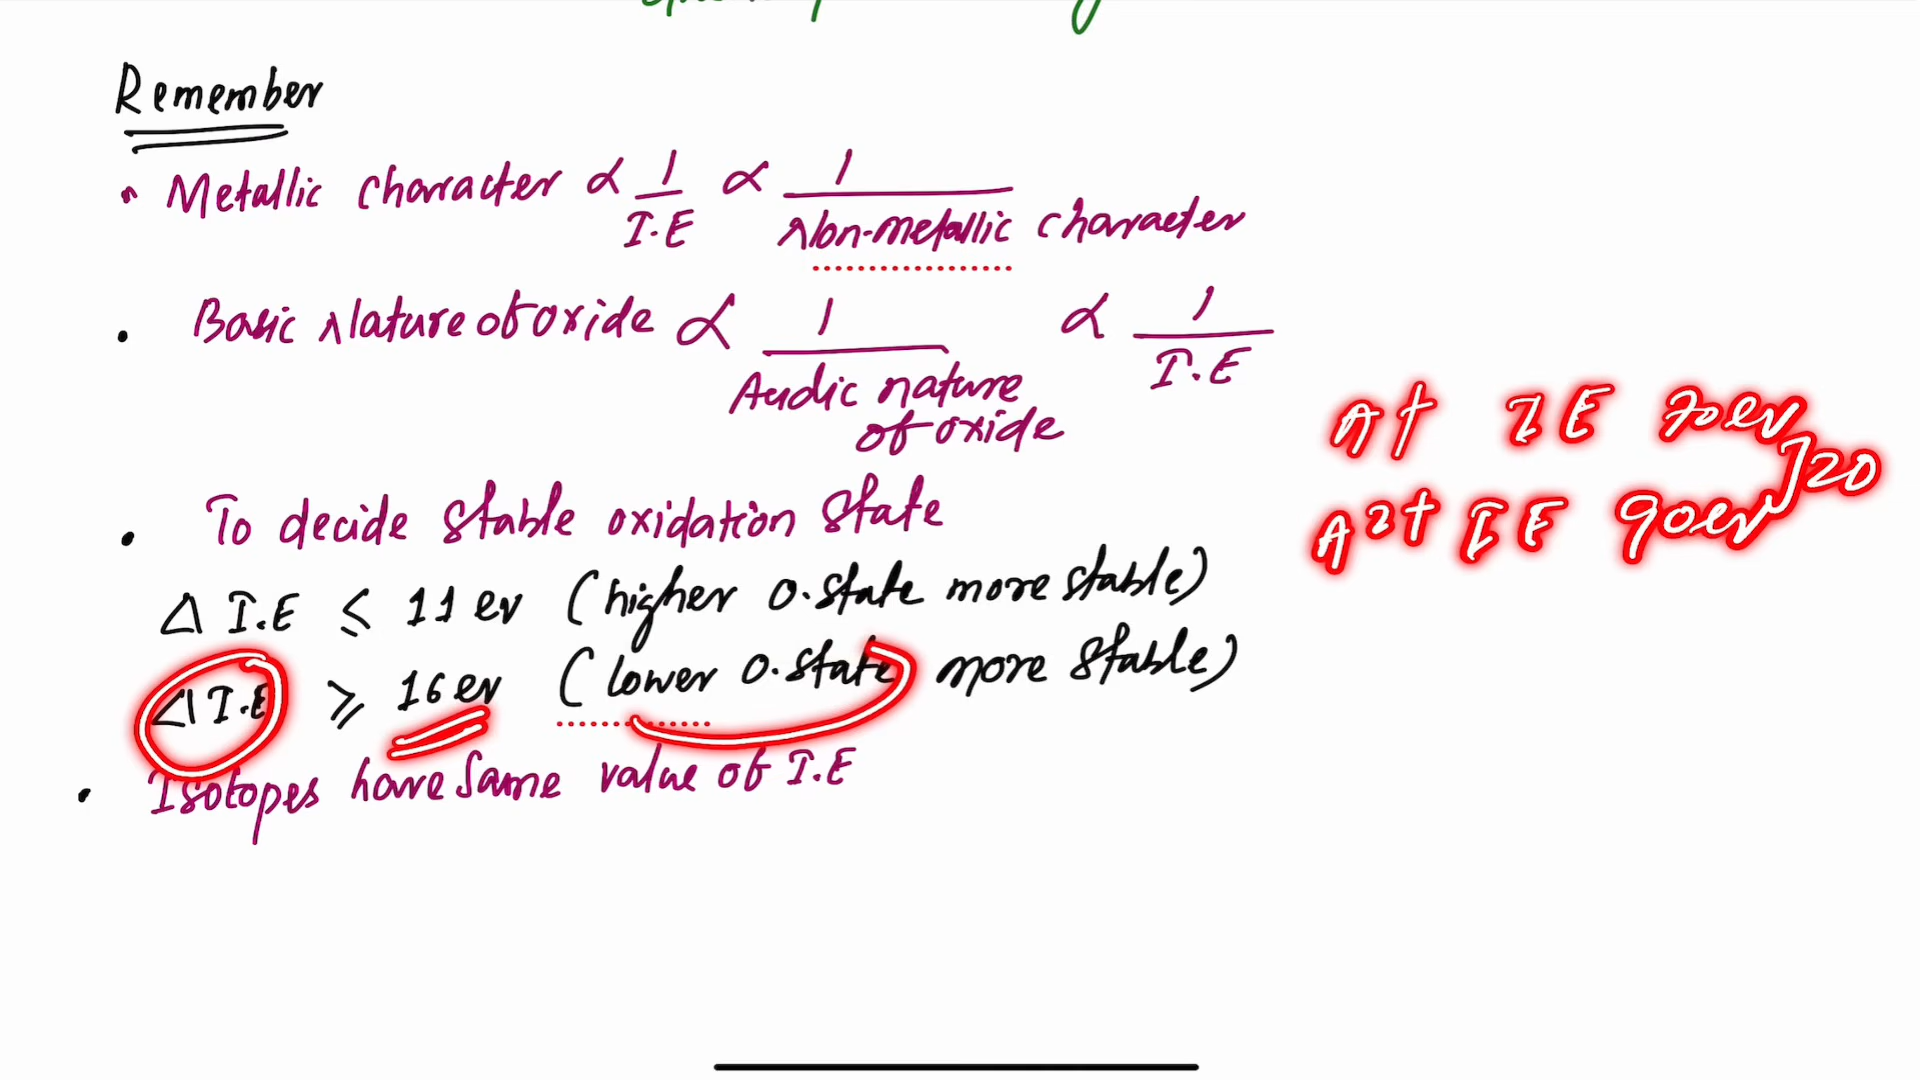 Remember
• Metallic character ∝ 1/I.E ∝ 1/Non-metallic character
• Basic Nature of oxide ∝ 1/Acidic nature of oxide ∝ 1/I.E
A+ IE 70ev
A2+ IE 90ev ]20
• To decide stable oxidation state
Δ I.E ≤ 11 ev (higher O.state more stable)
Δ I.E ≥ 16 ev (lower O.state more stable)
• Isotopes have same value of I.E